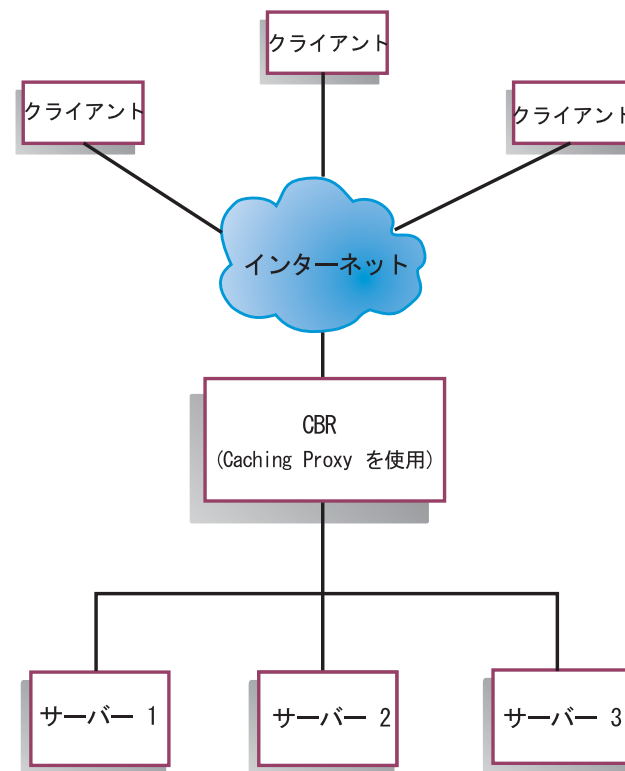 クライアント
クライアント
クライアント
インターネット
CBR
(Caching Proxy を使用)
サーバー 1
サーバー 2
サーバー 3